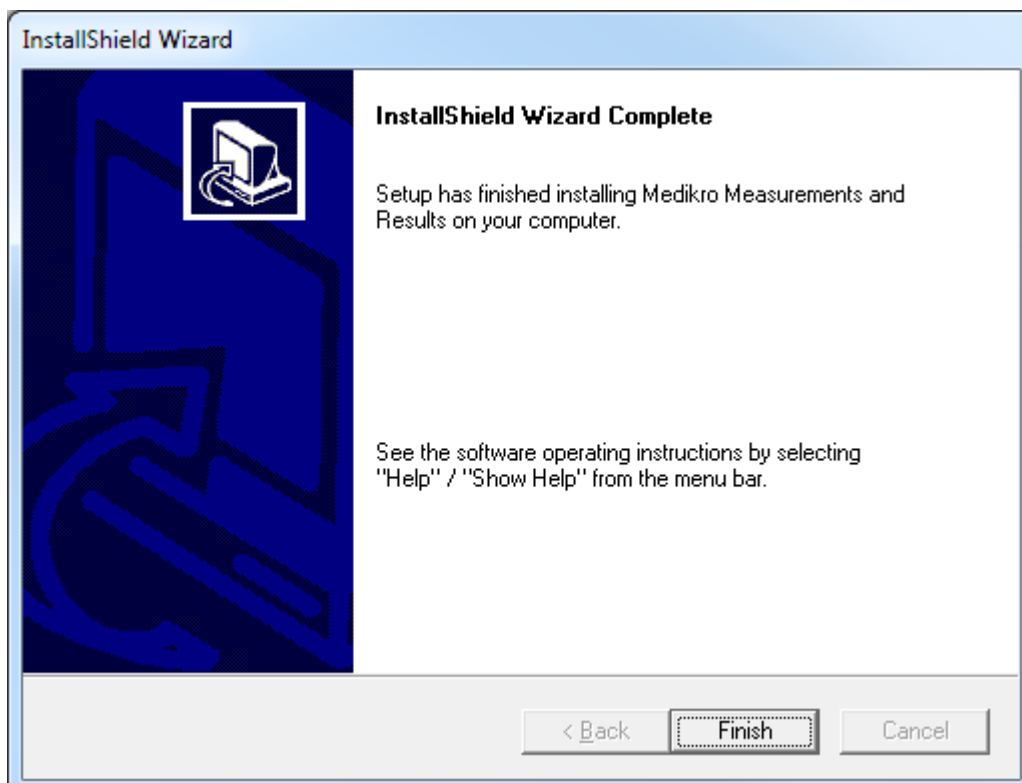 InstallShield Wizard
InstallShield Wizard Complete
Setup has finished installing Medikro Measurements and
Results on your computer.
See the software operating instructions by selecting
"Help" / "Show Help" from the menu bar.
< Back
Finish
Cancel